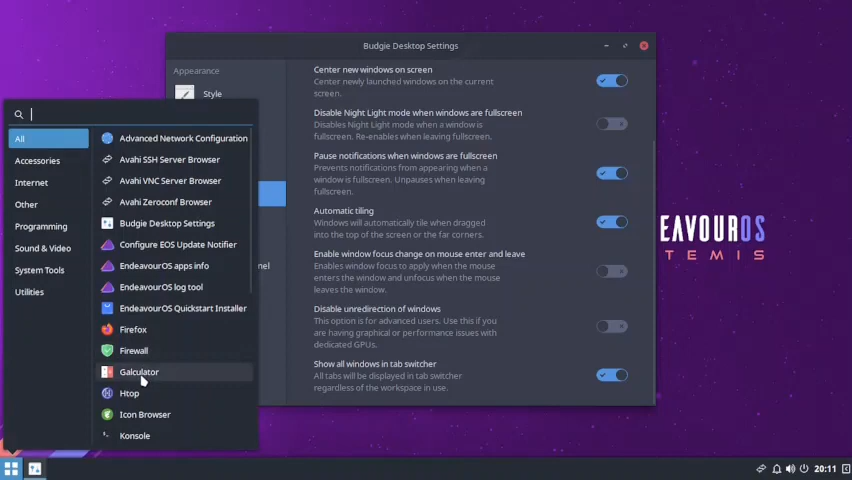 Budgie Desktop Settings
Appearance
Style
Center new windows on screen
Center newly launched windows on the current
screen.
Disable Night Light mode when windows are fullscreen
Disables Night Light mode when a window is
fullscreen. Re-enables when leaving fullscreen.
Pause notifications when windows are fullscreen
Prevents notifications from appearing when a
window is fullscreen. Unpauses when leaving
fullscreen.
Automatic tiling
Windows will automatically tile when dragged
into the top of the screen or the far corners.
Enable window focus change on mouse enter and leave
Enables window focus to apply when the mouse
enters the window and unfocus when mouse
leaves the window.
Disable unredirection of windows
This option is for advanced users. Use this if you
are having graphical or performance issues with
dedicated GPUs.
Show all windows in tab switcher
All tabs will be displayed in tab switcher
regardless of the workspace in use.
All
Accessories
Internet
Other
Programming
Sound & Video
System Tools
Utilities
Advanced Network Configuration
Avahi SSH Server Browser
Avahi VNC Server Browser
Avahi Zeroconf Browser
Budgie Desktop Settings
Configure EOS Update Notifier
EndeavourOS apps info
EndeavourOS log tool
EndeavourOS Quickstart Installer
Firefox
Firewall
Galculator
Htop
Icon Browser
Konsole
nel
EAVOUROS
TEMIS
20:11